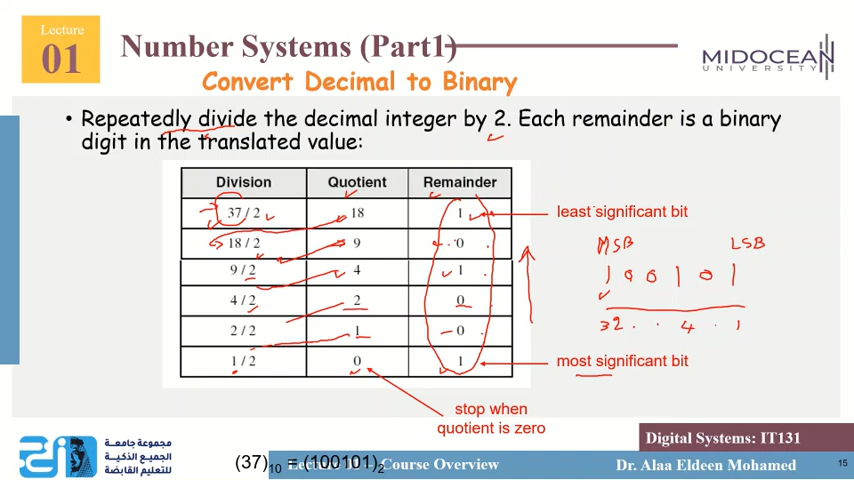 Lecture
01
Number Systems (Part1)
MIDOCEAN
UNIVERSITY
Convert Decimal to Binary
• Repeatedly divide the decimal integer by 2. Each remainder is a binary
digit in the translated value:
Division Quotient Remainder
37 / 2 18 1
18 / 2 9 0
9 / 2 4 1
4 / 2 2 0
2 / 2 1 0
1 / 2 0 1
least significant bit
MSB LSB
1 0 0 1 0 1
32 . . 4 . 1
most significant bit
stop when
quotient is zero
Digital Systems: IT131
مجموعة جامعة
الجميع الذكية
للتعليم القابضة
(37)10 = (100101)2
Course Overview
Dr. Alaa Eldeen Mohamed
15